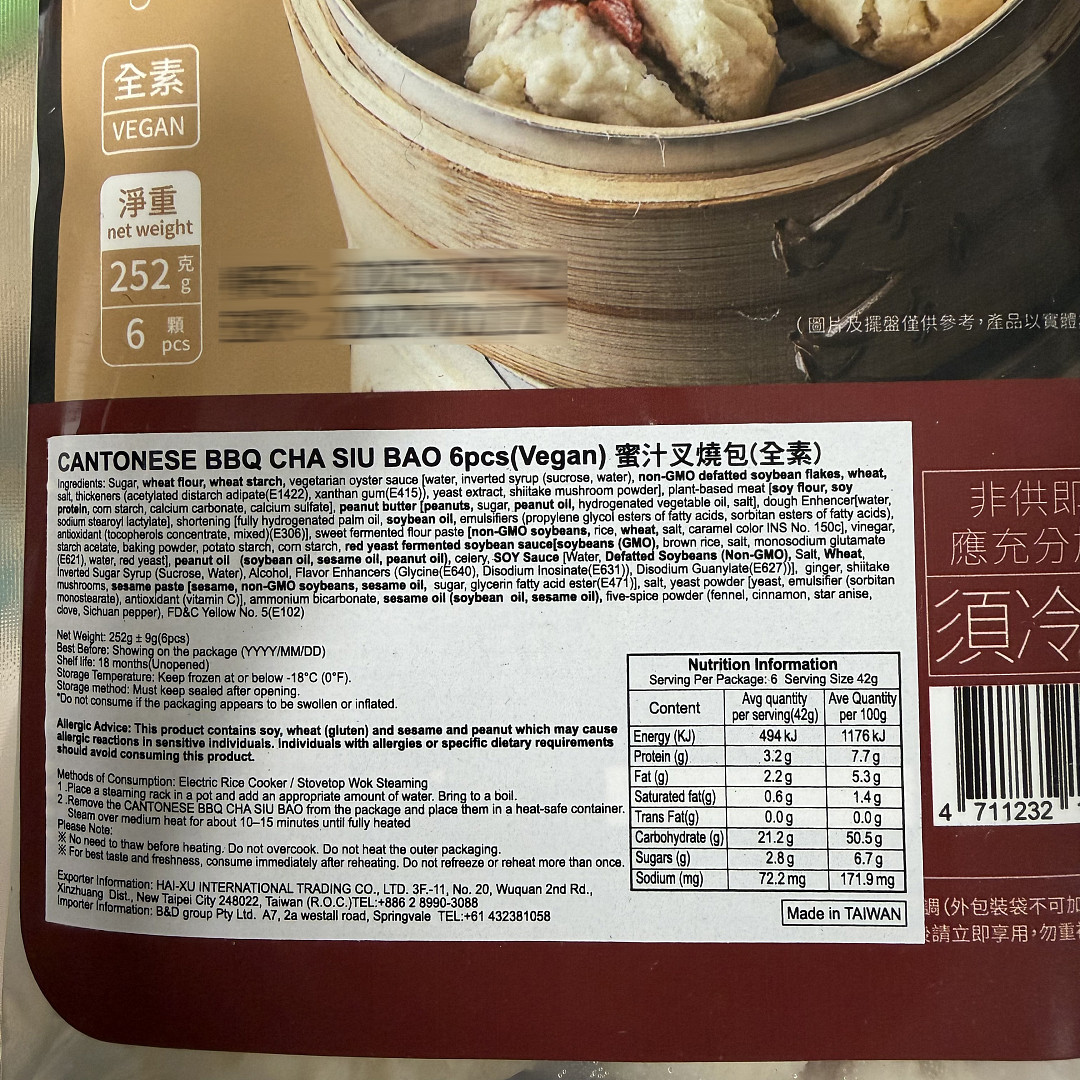 全素
VEGAN
淨重
net weight
252 克
g
6 顆
pcs
(圖片及擺盤僅供參考，產品以實體
CANTONESE BBQ CHA SIU BAO 6pcs(Vegan) 蜜汁叉燒包(全素)
Ingredients: Sugar, wheat flour, wheat starch, vegetarian oyster sauce [water, inverted syrup (sucrose, water), non-GMO defatted soybean flakes, wheat,
salt, thickeners (acetylated distarch adipate(E1422), xanthan gum(E415)), yeast extract, shiitake mushroom powder], plant-based meat [soy flour, soy
protein, corn starch, calcium carbonate, calcium sulfate], peanut butter [peanuts, sugar, peanut oil, hydrogenated vegetable oil, salt], dough Enhencer[water,
sodium stearoyl lactylate], shortening [fully hydrogenated palm oil, soybean oil, emulsifiers (propylene glycol esters of fatty acids, sorbitan esters of fatty acids),
antioxidant (tocopherols concentrate, mixed)(E306)], sweet fermented flour paste [non-GMO soybeans, rice, wheat, salt, caramel color INS No. 150c], vinegar,
starch acetate, baking powder, potato starch, corn starch, red yeast fermented soybean sauce[soybeans (GMO), brown rice, salt, monosodium glutamate
(E621), water, red yeast], peanut oil (soybean oil, sesame oil, peanut oil), celery, SOY Sauce [Water, Defatted Soybeans (Non-GMO), Salt, Wheat,
Inverted Sugar Syrup (Sucrose, Water), Alcohol, Flavor Enhancers (Glycine(E640), Disodium Inosinate(E631)), Disodium Guanylate(E627))], ginger, shiitake
mushrooms, sesame paste [sesame, non-GMO soybeans, sesame oil, sugar, glycerin fatty acid ester(E471)], salt, yeast powder [yeast, emulsifier (sorbitan
monostearate), antioxidant (vitamin C)], ammonium bicarbonate, sesame oil (soybean oil, sesame oil), five-spice powder (fennel, cinnamon, star anise,
clove, Sichuan pepper), FD&C Yellow No. 5(E102)
Net Weight: 252g ± 9g(6pcs)
Best Before: Showing on the package (YYYY/MM/DD)
Shelf life: 18 months(Unopened)
Storage Temperature: Keep frozen at or below -18°C (0°F).
Storage method: Must keep sealed after opening.
*Do not consume if the packaging appears to be swollen or inflated.
Allergic Advice: This product contains soy, wheat (gluten) and sesame and peanut which may cause
allergic reactions in sensitive individuals. Individuals with allergies or specific dietary requirements
should avoid consuming this product.
Methods of Consumption: Electric Rice Cooker / Stovetop Wok Steaming
1.Place a steaming rack in a pot and add an appropriate amount of water. Bring to a boil.
2.Remove the CANTONESE BBQ CHA SIU BAO from the package and place them in a heat-safe container.
Steam over medium heat for about 10–15 minutes until fully heated
Please Note:
※ No need to thaw before heating. Do not overcook. Do not heat the outer packaging.
※ For best taste and freshness, consume immediately after reheating. Do not refreeze or reheat more than once.
Exporter Information: HAI-XU INTERNATIONAL TRADING CO., LTD. 3F.-11, No. 20, Wuquan 2nd Rd.,
Xinzhuang Dist., New Taipei City 248022, Taiwan (R.O.C.)TEL:+886 2 8990-3088
Importer Information: B&D group Pty Ltd. A7, 2a westall road, Springvale TEL:+61 432381058
Nutrition Information
Serving Per Package: 6 Serving Size 42g
Content Avg quantity per serving(42g) Ave Quantity per 100g
Energy (KJ) 494 kJ 1176 kJ
Protein (g) 3.2 g 7.7 g
Fat (g) 2.2 g 5.3 g
Saturated fat(g) 0.6 g 1.4 g
Trans Fat(g) 0.0 g 0.0 g
Carbohydrate (g) 21.2 g 50.5 g
Sugars (g) 2.8 g 6.7 g
Sodium (mg) 72.2 mg 171.9 mg
Made in TAIWAN
非供即
應充分
須冷
4 711232
調(外包裝袋不可加
請立即享用，勿重